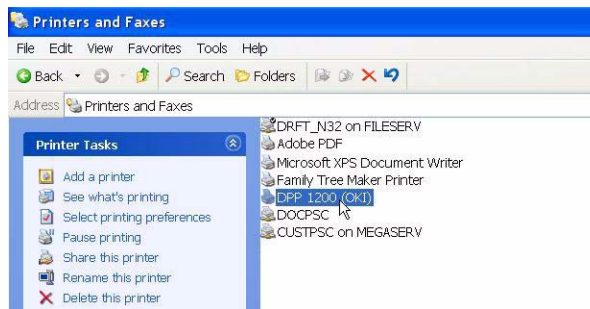 Printers and Faxes
File Edit View Favorites Tools Help
Back Search Folders
Address Printers and Faxes
Printer Tasks
Add a printer
See what's printing
Select printing preferences
Pause printing
Share this printer
Rename this printer
Delete this printer
DRFT_N32 on FILESERV
Adobe PDF
Microsoft XPS Document Writer
Family Tree Maker Printer
DPP 1200 (OKI)
DOCPSC
CUSTPSC on MEGASERV